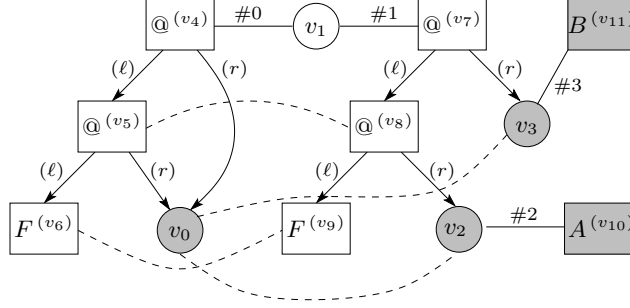 @(v₄) #0 v₁ #1 @(v₇) B(v₁₁)
(ℓ) (r) (ℓ) (r) #3
@(v₅) @(v₈) v₃
(ℓ) (r) (ℓ) (r)
F(v₆) v₀ F(v₉) v₂ #2 A(v₁₀)